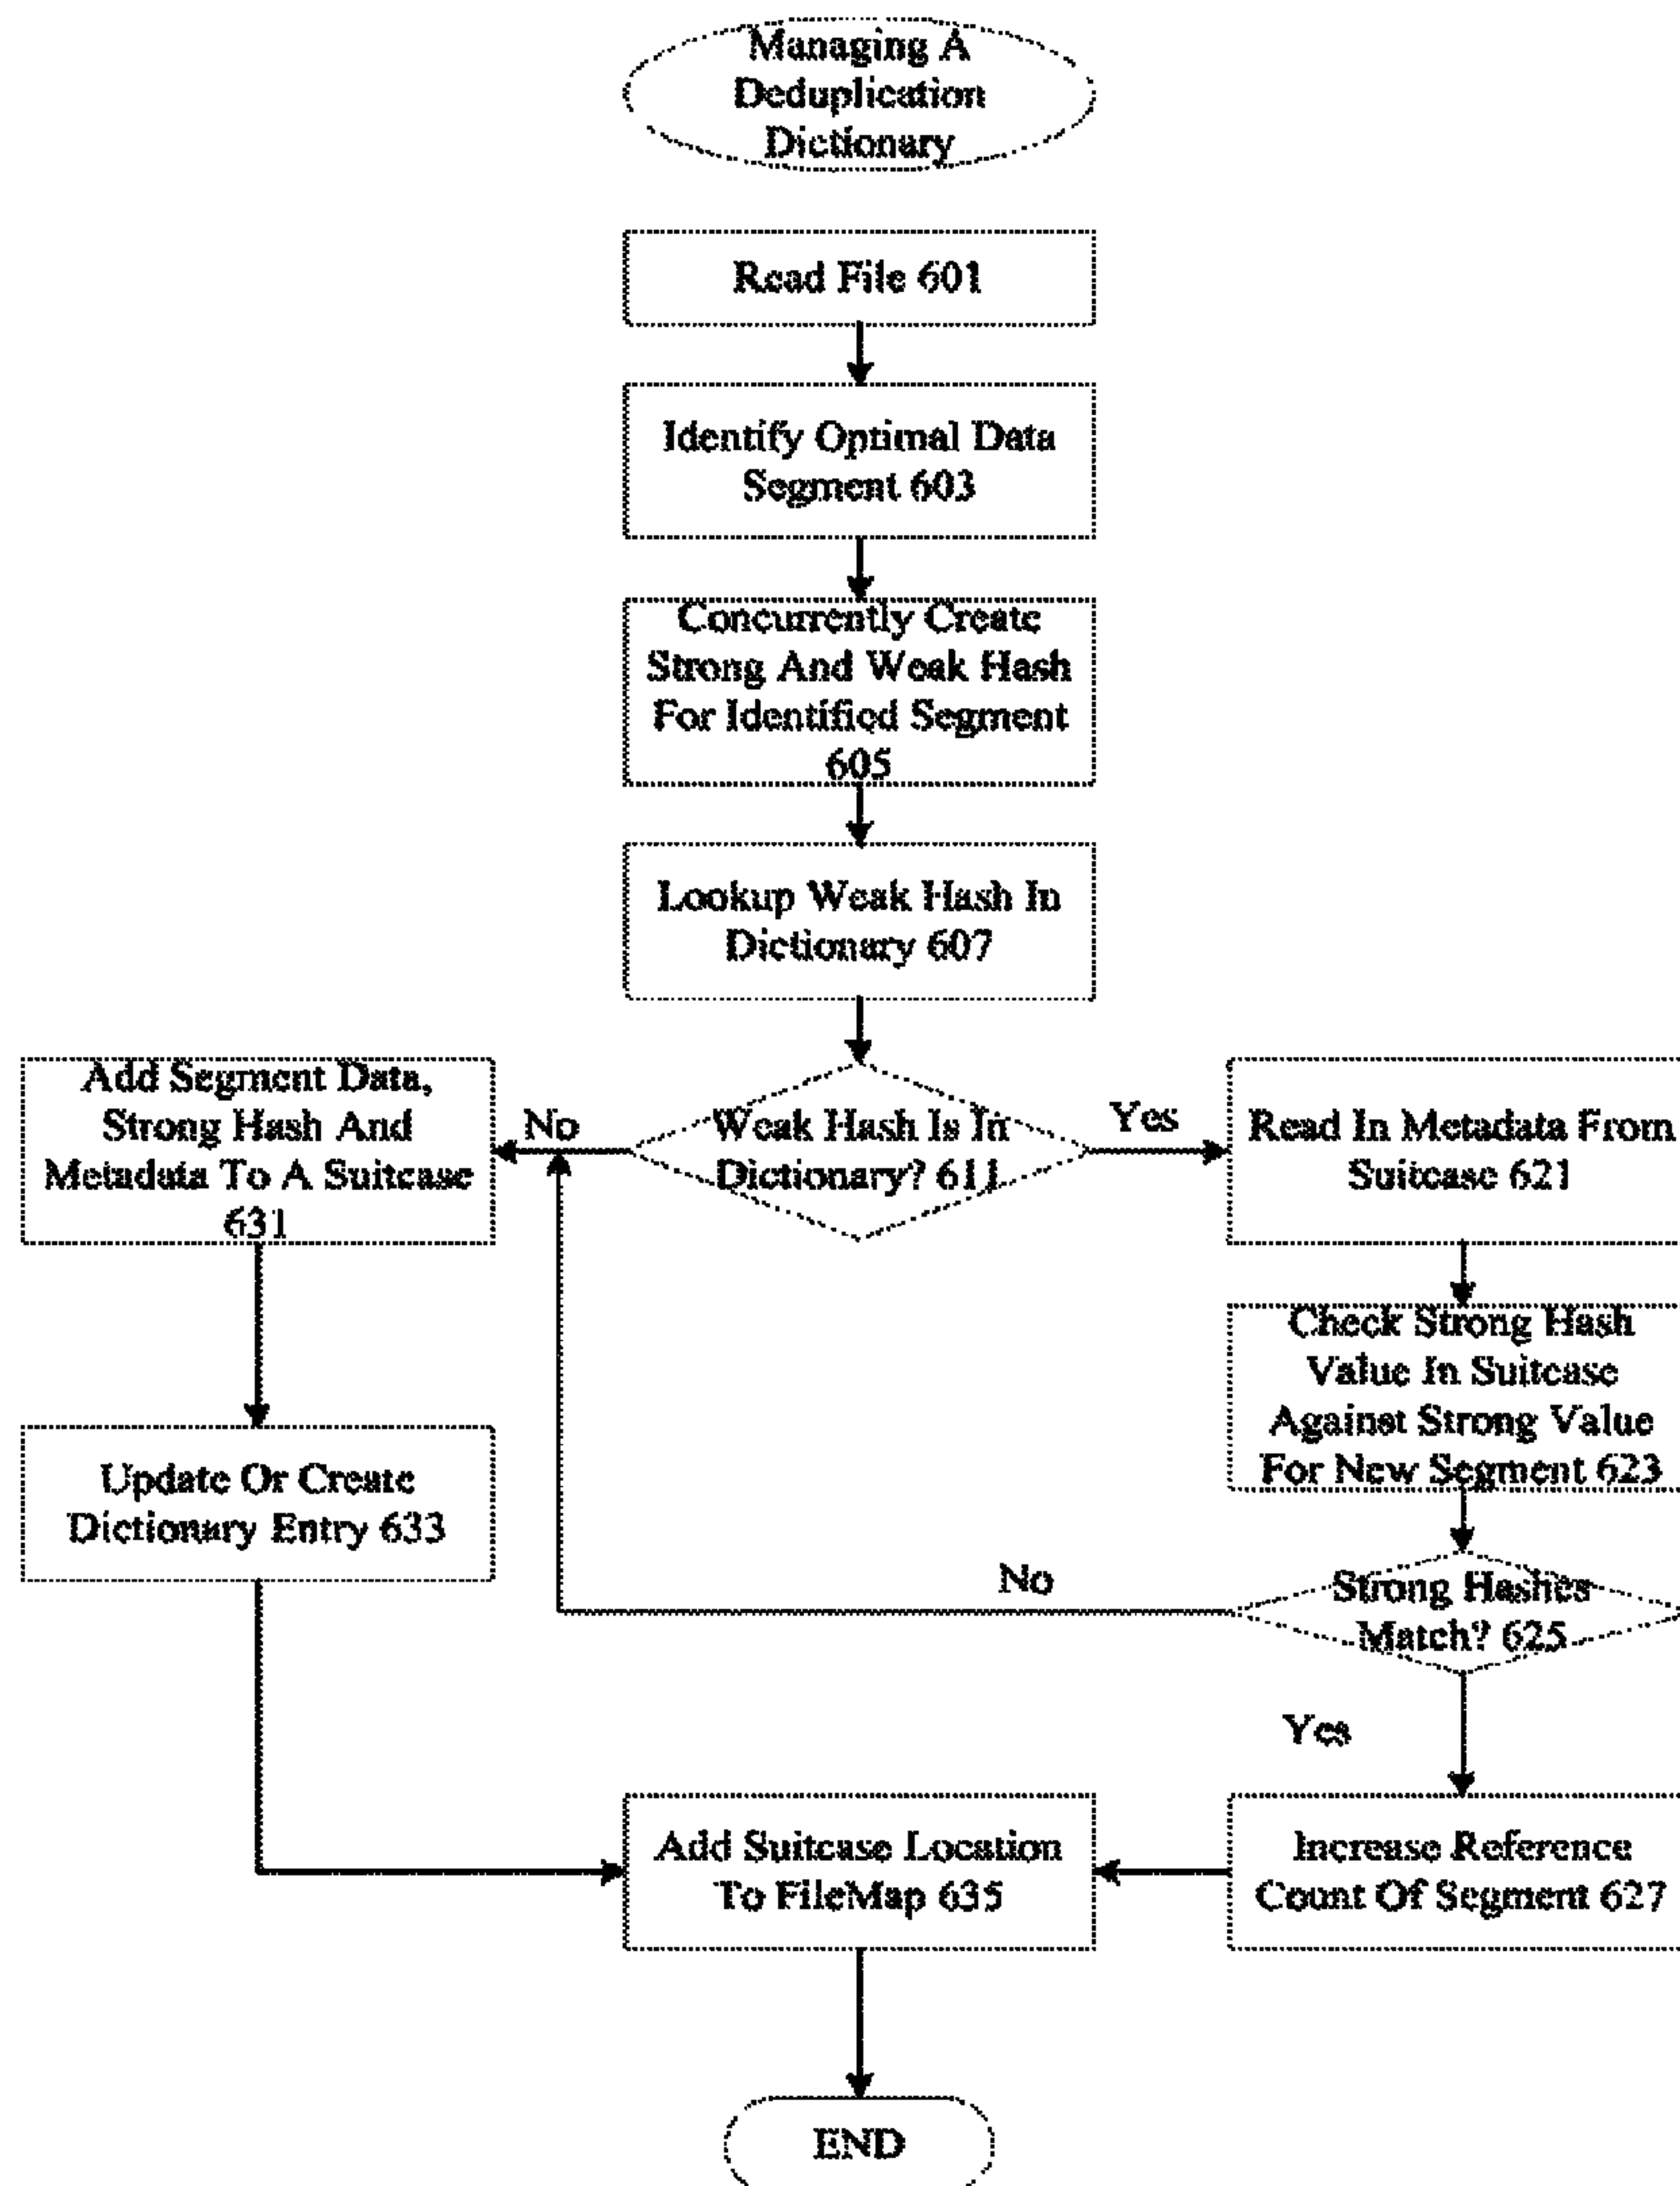 Managing A
Deduplication
Dictionary
Read File 601
Identify Optimal Data
Segment 603
Concurrently Create
Strong And Weak Hash
For Identified Segment
605
Lookup Weak Hash In
Dictionary 607
Weak Hash Is In
Dictionary? 611
No
Yes
Add Segment Data,
Strong Hash And
Metadata To A Suitcase
631
Read In Metadata From
Suitcase 621
Check Strong Hash
Value In Suitcase
Against Strong Value
For New Segment 623
Update Or Create
Dictionary Entry 633
No
Strong Hashes
Match? 625
Yes
Add Suitcase Location
To FileMap 635
Increase Reference
Count Of Segment 627
END